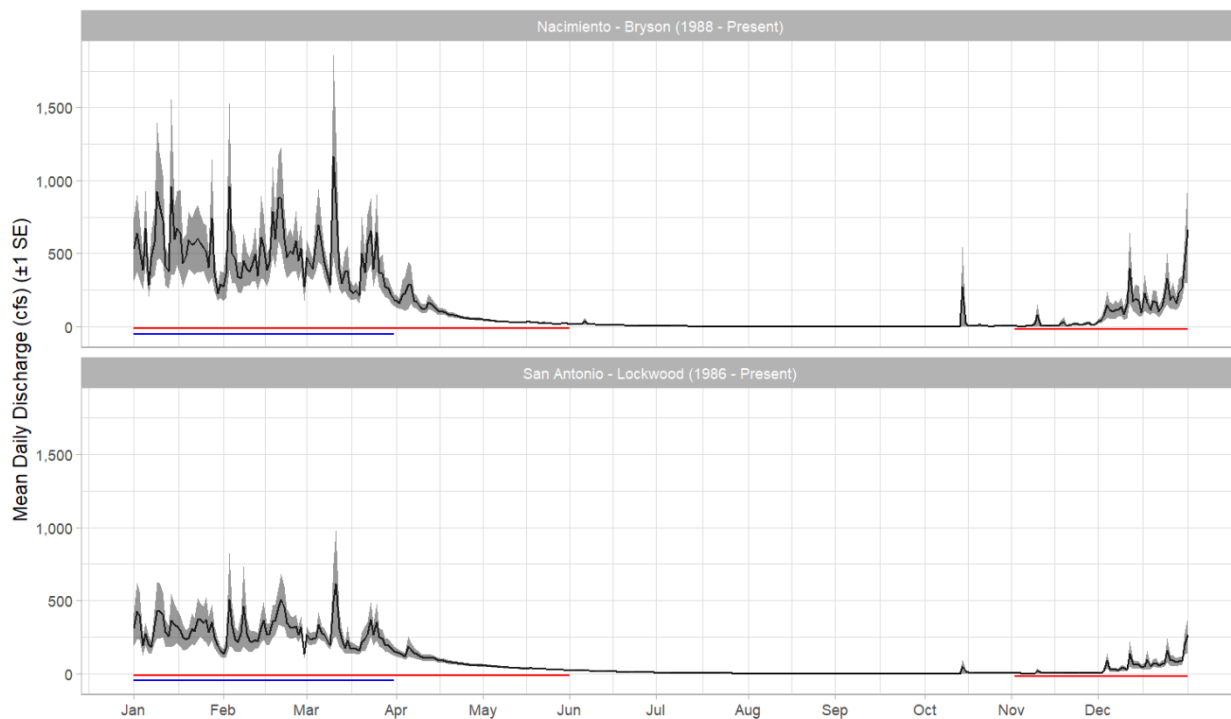 Nacimiento - Bryson (1988 - Present)
1,500
1,000
500
0
San Antonio - Lockwood (1986 - Present)
1,500
1,000
500
0
Mean Daily Discharge (cfs) (±1 SE)
Jan Feb Mar Apr May Jun Jul Aug Sep Oct Nov Dec